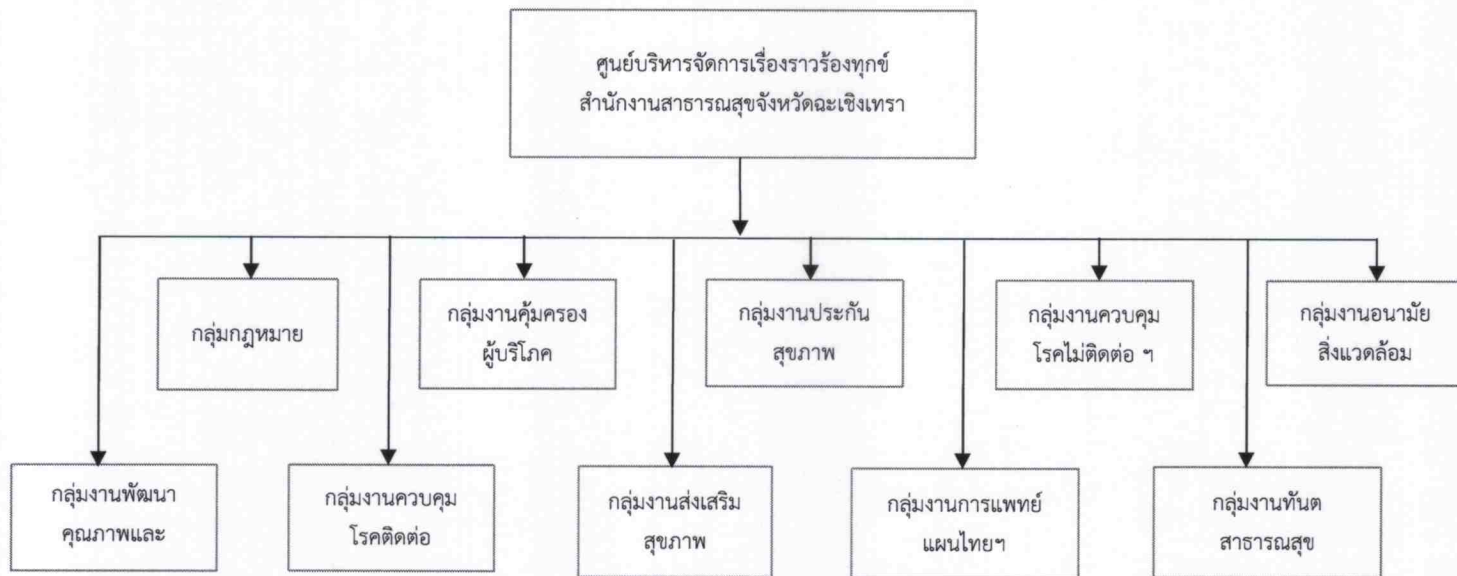 ศูนย์บริหารจัดการเรื่องราวร้องทุกข์
สำนักงานสาธารณสุขจังหวัดฉะเชิงเทรา
กลุ่มกฎหมาย
กลุ่มงานคุ้มครอง
ผู้บริโภค
กลุ่มงานประกัน
สุขภาพ
กลุ่มงานควบคุม
โรคไม่ติดต่อ ฯ
กลุ่มงานอนามัย
สิ่งแวดล้อม
กลุ่มงานพัฒนา
คุณภาพและ
กลุ่มงานควบคุม
โรคติดต่อ
กลุ่มงานส่งเสริม
สุขภาพ
กลุ่มงานการแพทย์
แผนไทยฯ
กลุ่มงานทันต
สาธารณสุข